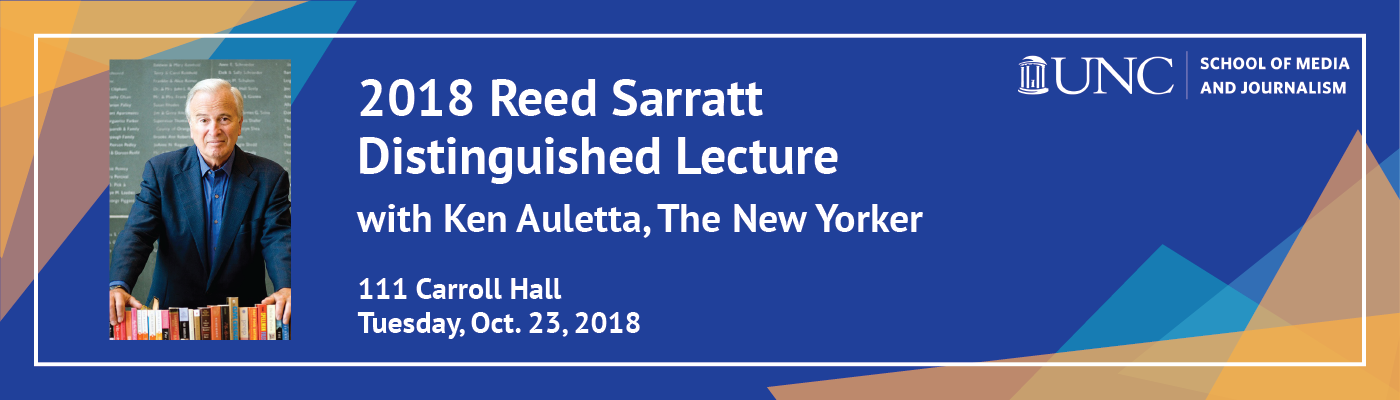 2018 Reed Sarratt
Distinguished Lecture
with Ken Auletta, The New Yorker
111 Carroll Hall
Tuesday, Oct. 23, 2018
UNC
SCHOOL OF MEDIA
AND JOURNALISM